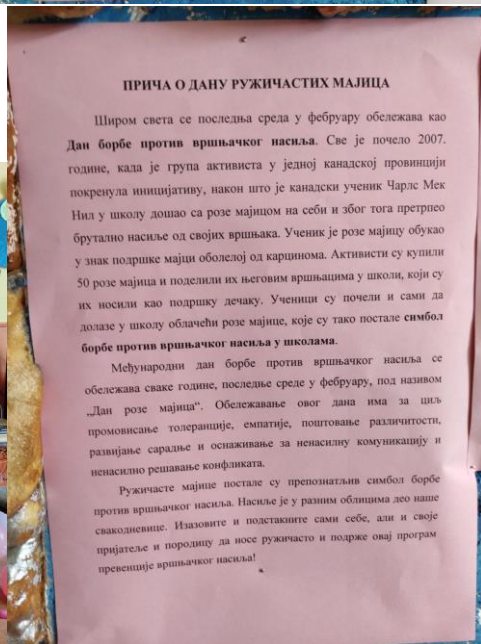 ПРИЧА О ДАНУ РУЖИЧАСТИХ МАЈИЦА
Широм света се последња среда у фебруару обележава као
Дан борбе против вршњачког насиља. Све је почело 2007.
године, када је група активиста у једној канадској провинцији
покренула иницијативу, након што је канадски ученик Чарлс Мек
Нил у школу дошао са розе мајицом на себи и због тога претрпео
брутално насиље од својих вршњака. Ученик је розе мајицу обукао
у знак подршке мајци оболелој од карцинома. Активисти су купили
50 розе мајица и поделили их његовим вршњацима у школи, који су
их носили као подршку дечаку. Ученици су почели и сами да
долазе у школу облачећи розе мајице, које су тако постале симбол
борбе против вршњачког насиља у школама.
Међународни дан борбе против вршњачког насиља се
обележава сваке године, последње среде у фебруару, под називом
„Дан розе мајица“. Обележавање овог дана има за циљ
промовисање толеранције, емпатије, поштовање различитости,
развијање сарадње и оснаживање за ненасилну комуникацију и
ненасилно решавање конфликата.
Ружичасте мајице постале су препознатљив симбол борбе
против вршњачког насиља. Насиље је у разним облицима део наше
свакодневице. Изазовите и подстакните сами себе, али и своје
пријатеље и породицу да носе ружичасто и подрже овај програм
превенције вршњачког насиља!